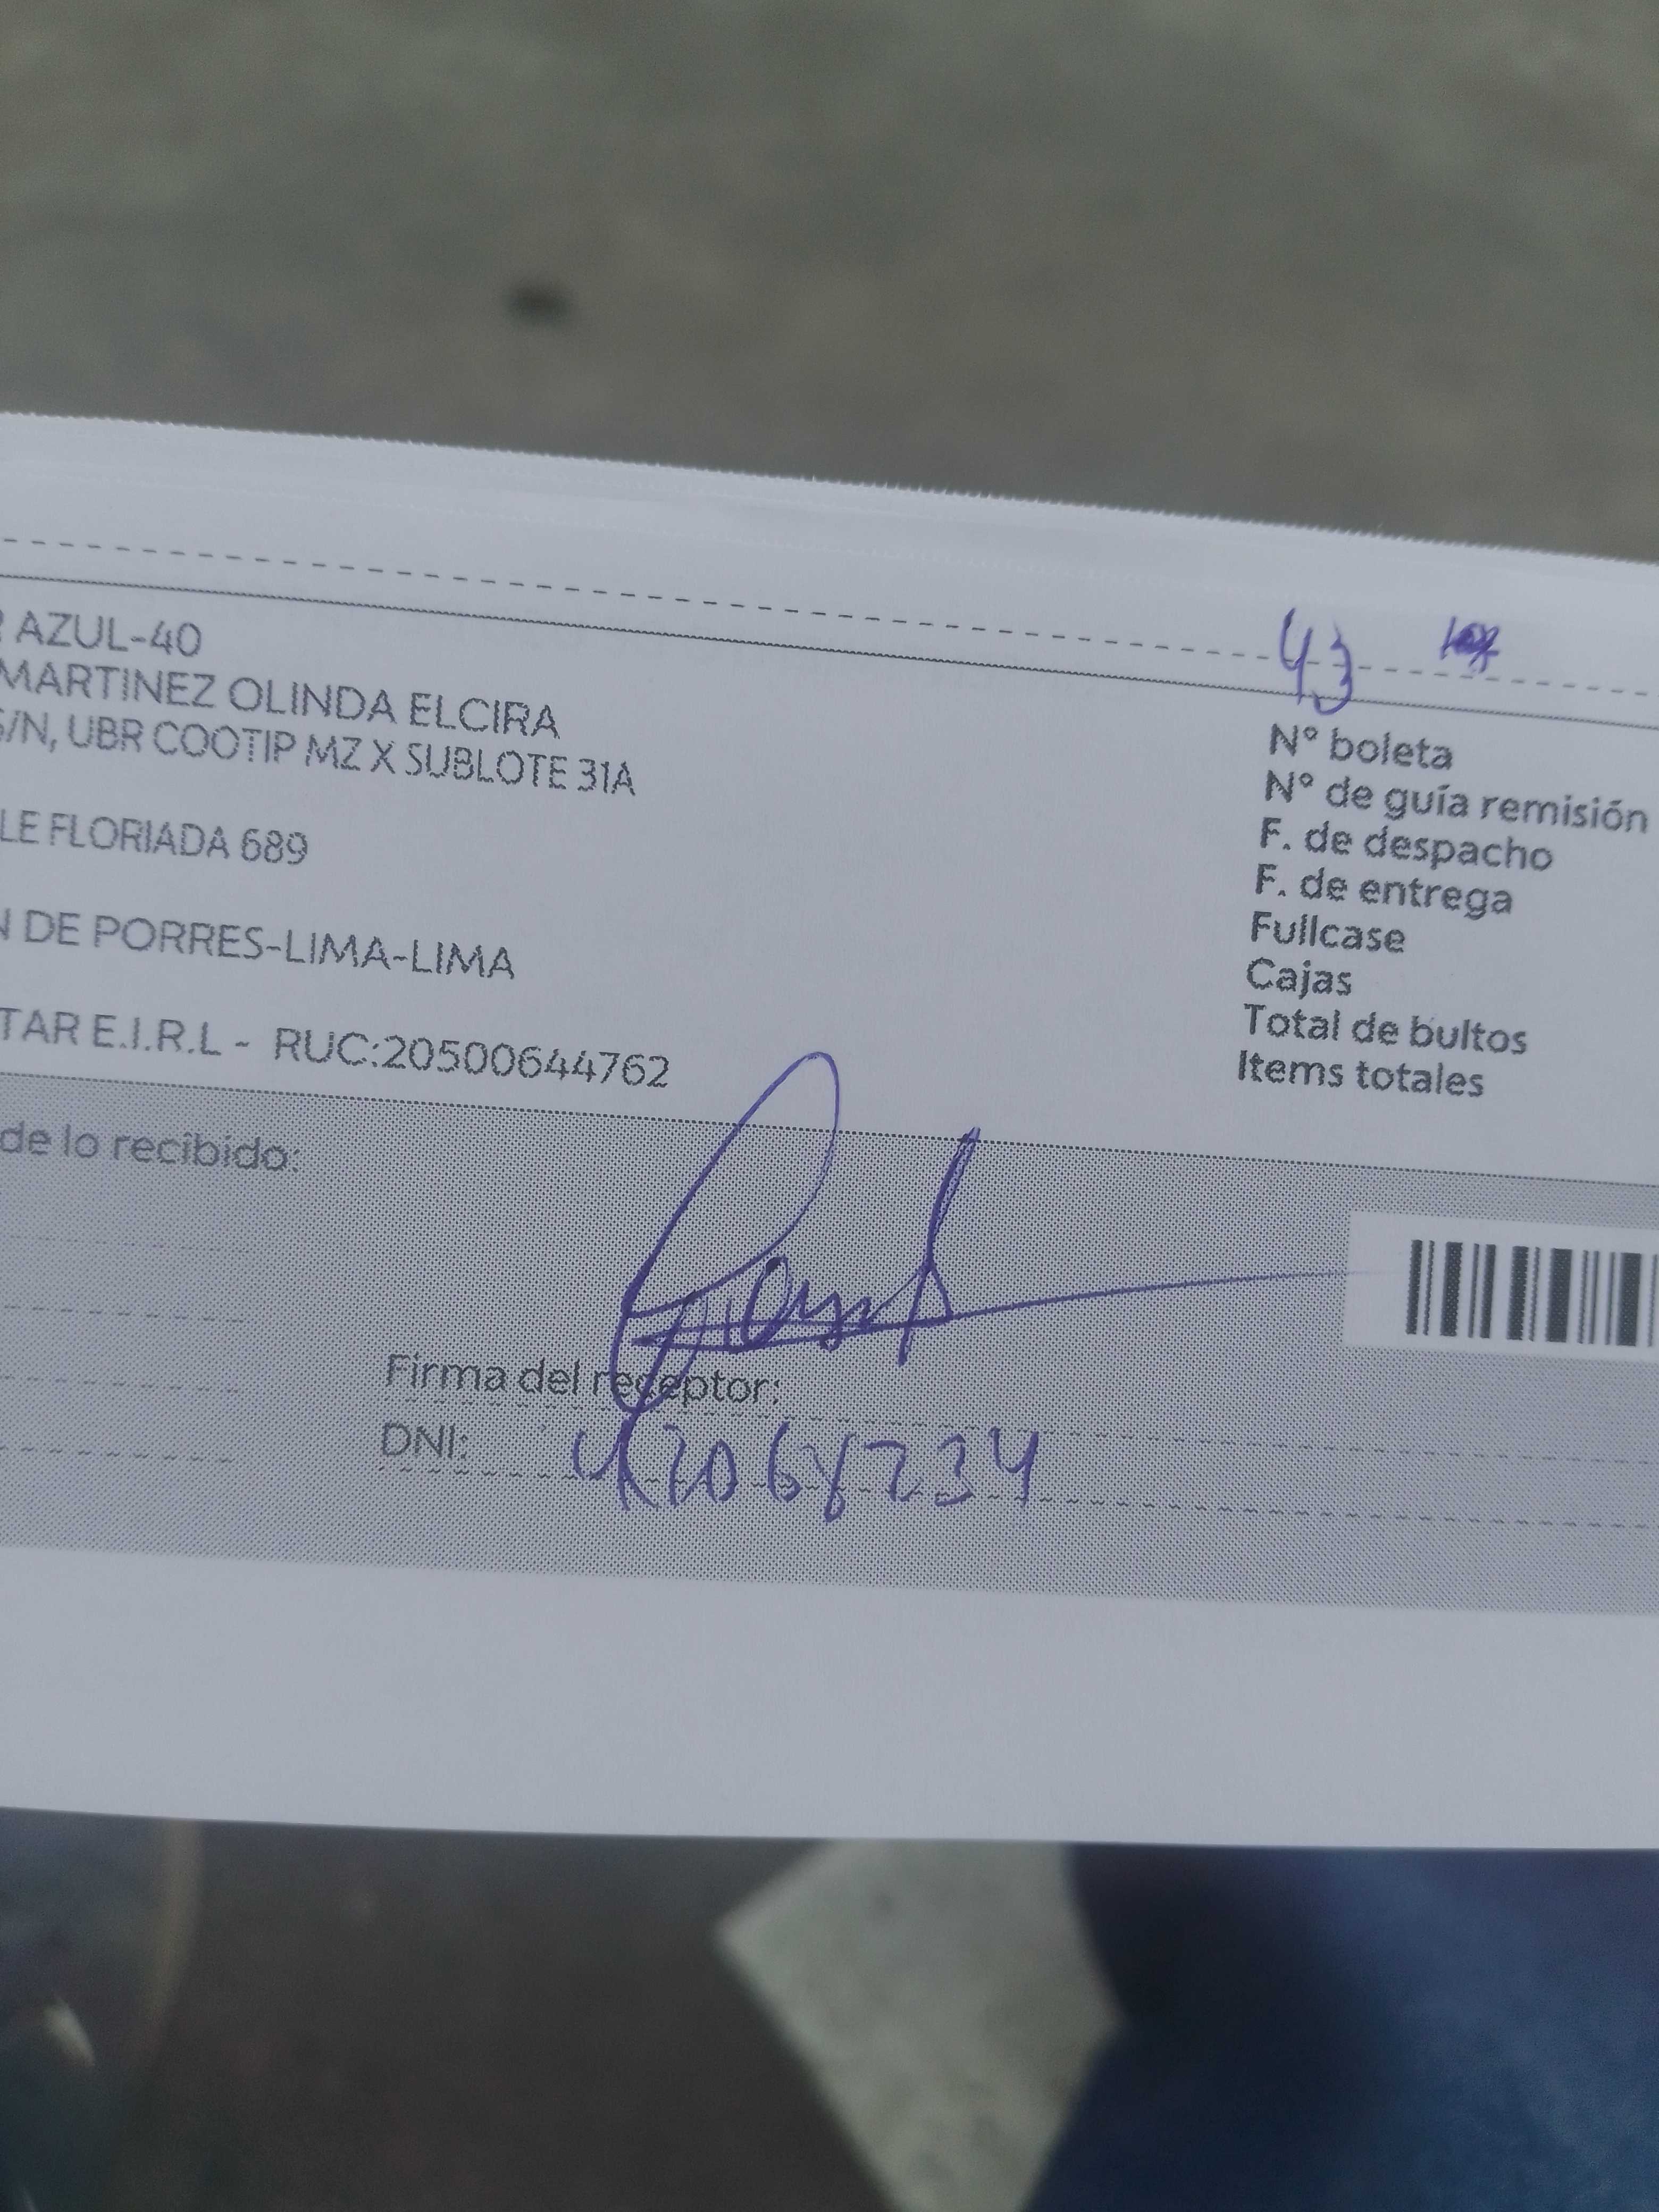 43
AZUL-40
MARTINEZ OLINDA ELCIRA
S/N, UBR COOTIP MZ X SUBLOTE 31A
LE FLORIADA 689
N DE PORRES-LIMA-LIMA
TAR E.I.R.L - RUC:20500644762
N° boleta
N° de guía remisión
F. de despacho
F. de entrega
Fullcase
Cajas
Total de bultos
Items totales
de lo recibido:
Firma del receptor:
DNI: